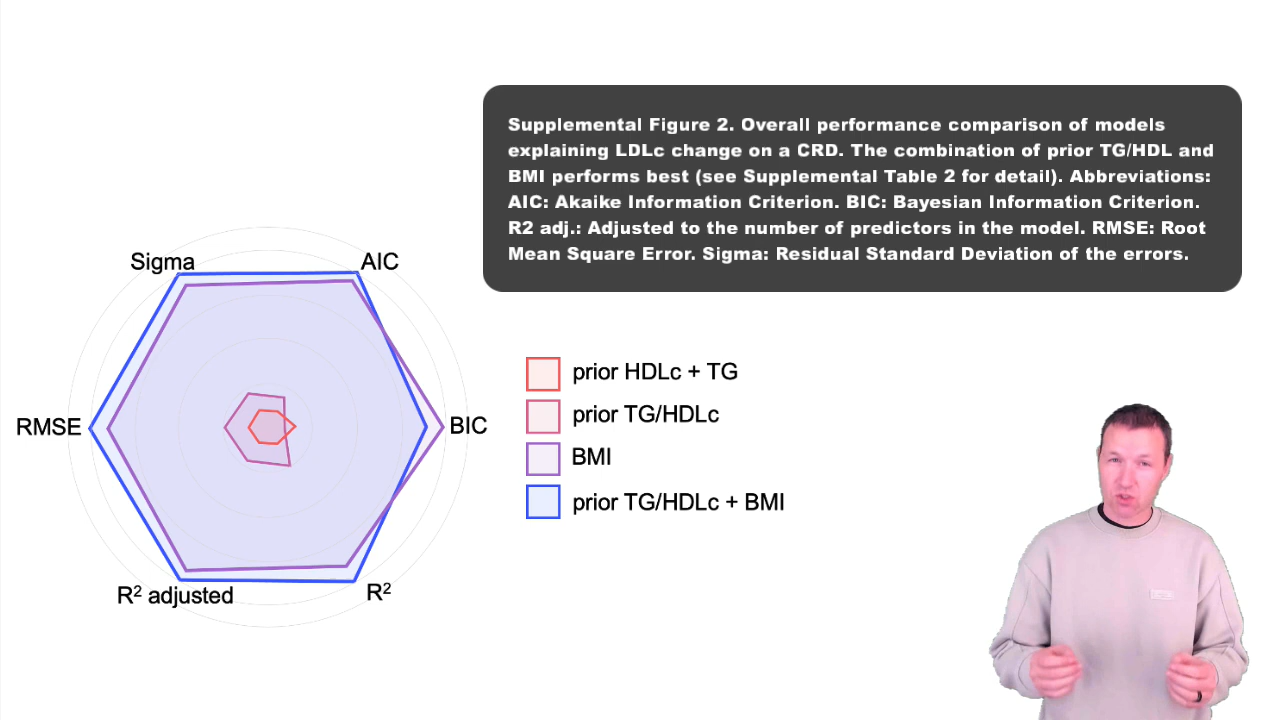 Supplemental Figure 2. Overall performance comparison of models
explaining LDLc change on a CRD. The combination of prior TG/HDL and
BMI performs best (see Supplemental Table 2 for detail). Abbreviations:
AIC: Akaike Information Criterion. BIC: Bayesian Information Criterion.
R2 adj.: Adjusted to the number of predictors in the model. RMSE: Root
Mean Square Error. Sigma: Residual Standard Deviation of the errors.
Sigma
AIC
RMSE
BIC
R² adjusted
R²
prior HDLc + TG
prior TG/HDLc
BMI
prior TG/HDLc + BMI